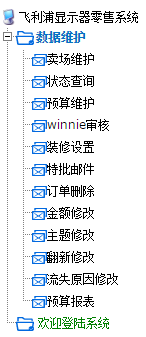 飞利浦显示器零售系统
数据维护
卖场维护
状态查询
预算维护
winnie审核
装修设置
特批邮件
订单删除
金额修改
主题修改
翻新修改
流失原因修改
预算报表
欢迎登陆系统